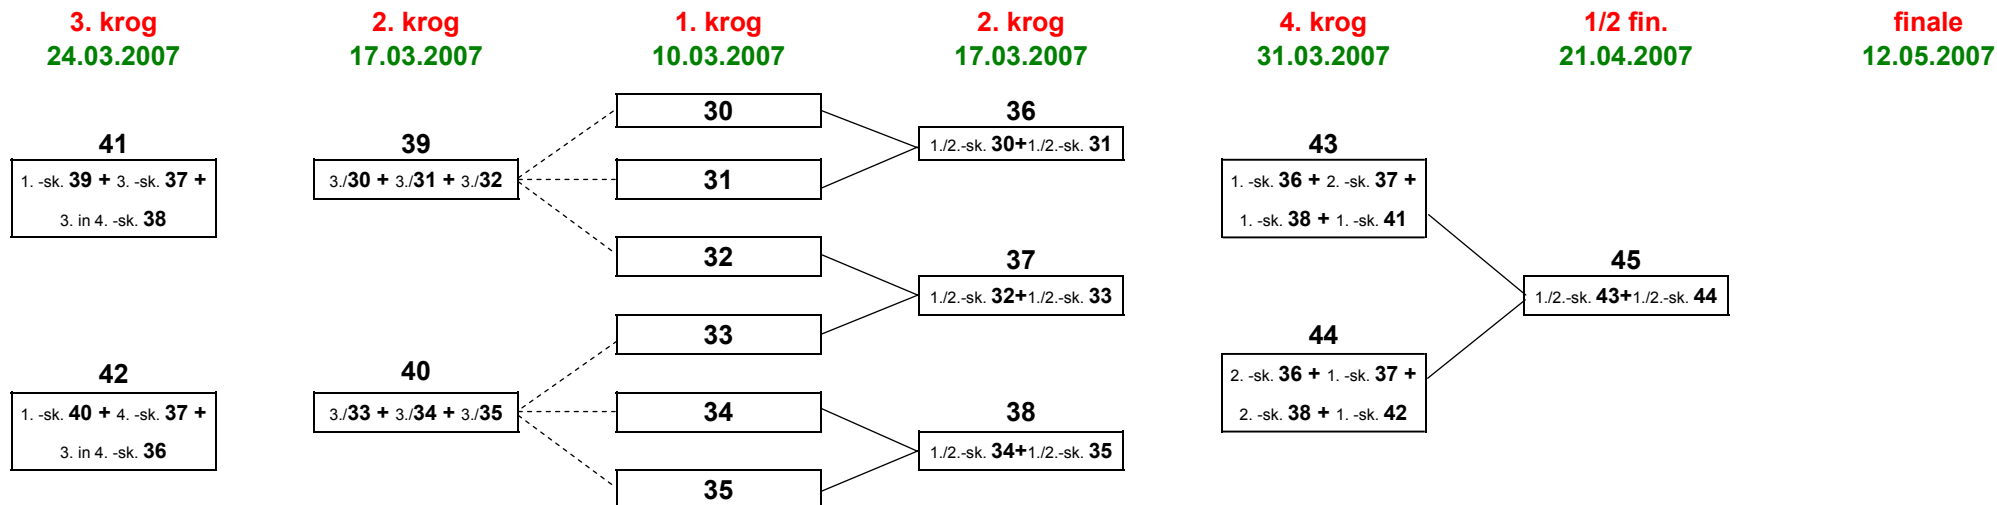 3. krog
24.03.2007
2. krog
17.03.2007
1. krog
10.03.2007
2. krog
17.03.2007
4. krog
31.03.2007
1/2 fin.
21.04.2007
finale
12.05.2007
41
1. -sk. 39 + 3. -sk. 37 +
3. in 4. -sk. 38
42
1. -sk. 40 + 4. -sk. 37 +
3. in 4. -sk. 36
39
3./30 + 3./31 + 3./32
40
3./33 + 3./34 + 3./35
30
31
32
33
34
35
36
1./2.-sk. 30+1./2.-sk. 31
37
1./2.-sk. 32+1./2.-sk. 33
38
1./2.-sk. 34+1./2.-sk. 35
43
1. -sk. 36 + 2. -sk. 37 +
1. -sk. 38 + 1. -sk. 41
44
2. -sk. 36 + 1. -sk. 37 +
2. -sk. 38 + 1. -sk. 42
45
1./2.-sk. 43+1./2.-sk. 44